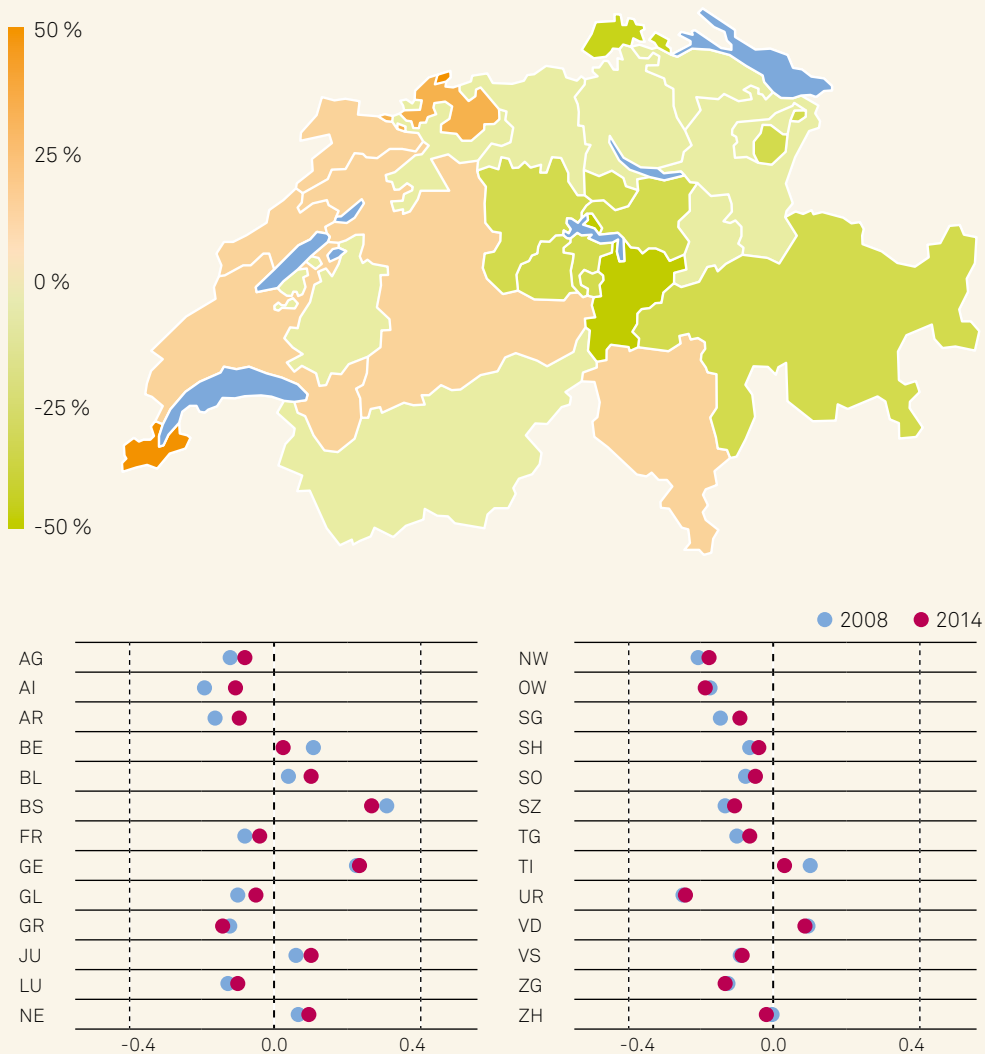 50 %
25 %
0 %
-25 %
-50 %
2008 2014
AG
AI
AR
BE
BL
BS
FR
GE
GL
GR
JU
LU
NE
-0.4 0.0 0.4
NW
OW
SG
SH
SO
SZ
TG
TI
UR
VD
VS
ZG
ZH
-0.4 0.0 0.4